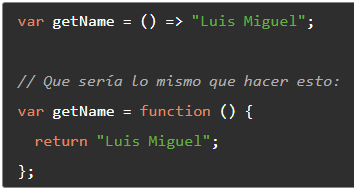 var getName = () => "Luis Miguel";
// Que sería lo mismo que hacer esto:
var getName = function () {
return "Luis Miguel";
};